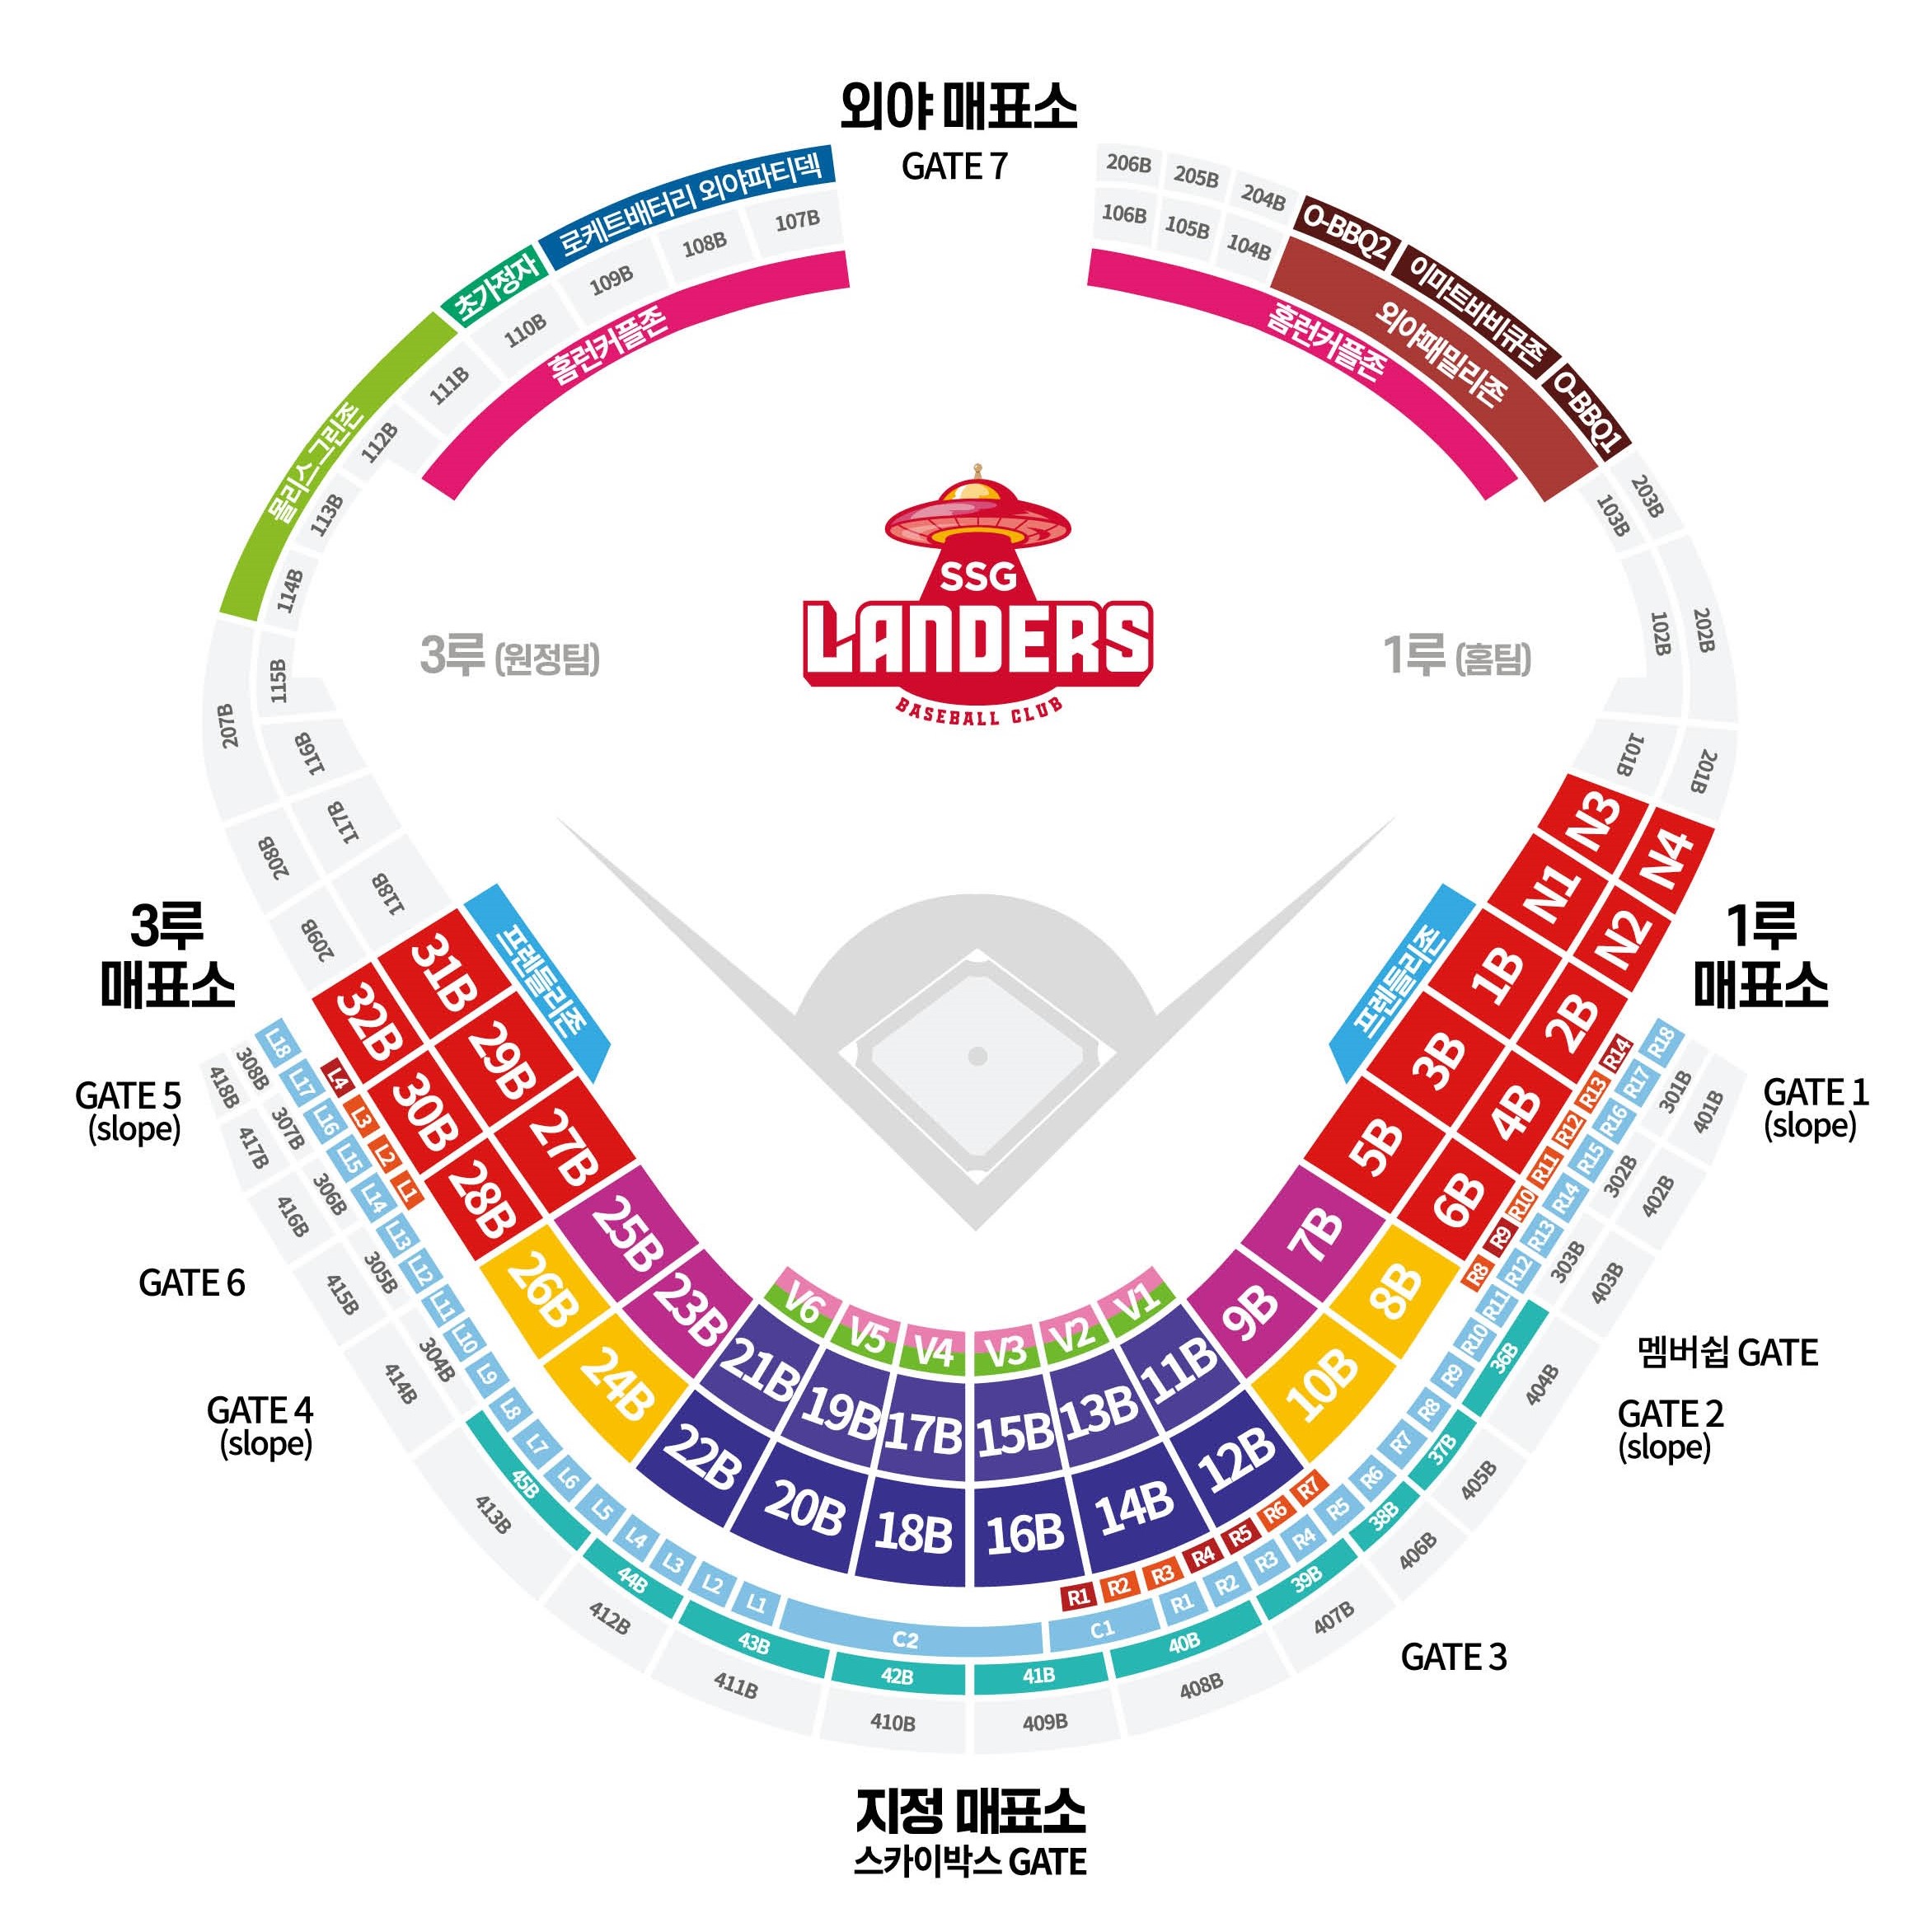 외야 매표소
GATE 7
로케트배터리 외야파티덱
초가정자
몰리스 그린존
107B
108B
109B
110B
111B
112B
113B
114B
115B
116B
117B
118B
207B
208B
209B
홈런커플존
206B
205B
204B
106B
105B
104B
O-BBQ2
이마트바비큐존
O-BBQ1
외야패밀리존
홈런커플존
203B
103B
202B
102B
201B
101B
SSG
LANDERS
BASEBALL CLUB
3루 (원정팀)
1루 (홈팀)
3루
매표소
GATE 5
(slope)
GATE 6
GATE 4
(slope)
1루
매표소
GATE 1
(slope)
멤버쉽 GATE
GATE 2
(slope)
GATE 3
프렌들리존
프렌들리존
N3
N4
N1
N2
1B
2B
3B
4B
5B
6B
7B
8B
9B
10B
11B
12B
13B
14B
15B
16B
17B
18B
19B
20B
21B
22B
23B
24B
25B
26B
27B
28B
29B
30B
31B
32B
V6
V5
V4
V3
V2
V1
L4
L3
L2
L1
L18
L17
L16
L15
L14
L13
L12
L11
L10
L9
L8
L7
L6
L5
L4
L3
L2
L1
C2
C1
R1
R2
R3
R4
R5
R6
R7
R8
R9
R10
R11
R12
R13
R14
R15
R16
R17
R18
R1
R2
R3
R4
R5
R6
R7
R8
R9
R10
R11
R12
R13
R14
308B
307B
306B
305B
304B
301B
302B
303B
36B
37B
38B
39B
40B
41B
42B
43B
44B
45B
418B
417B
416B
415B
414B
413B
412B
411B
410B
409B
408B
407B
406B
405B
404B
403B
402B
401B
지정 매표소
스카이박스 GATE